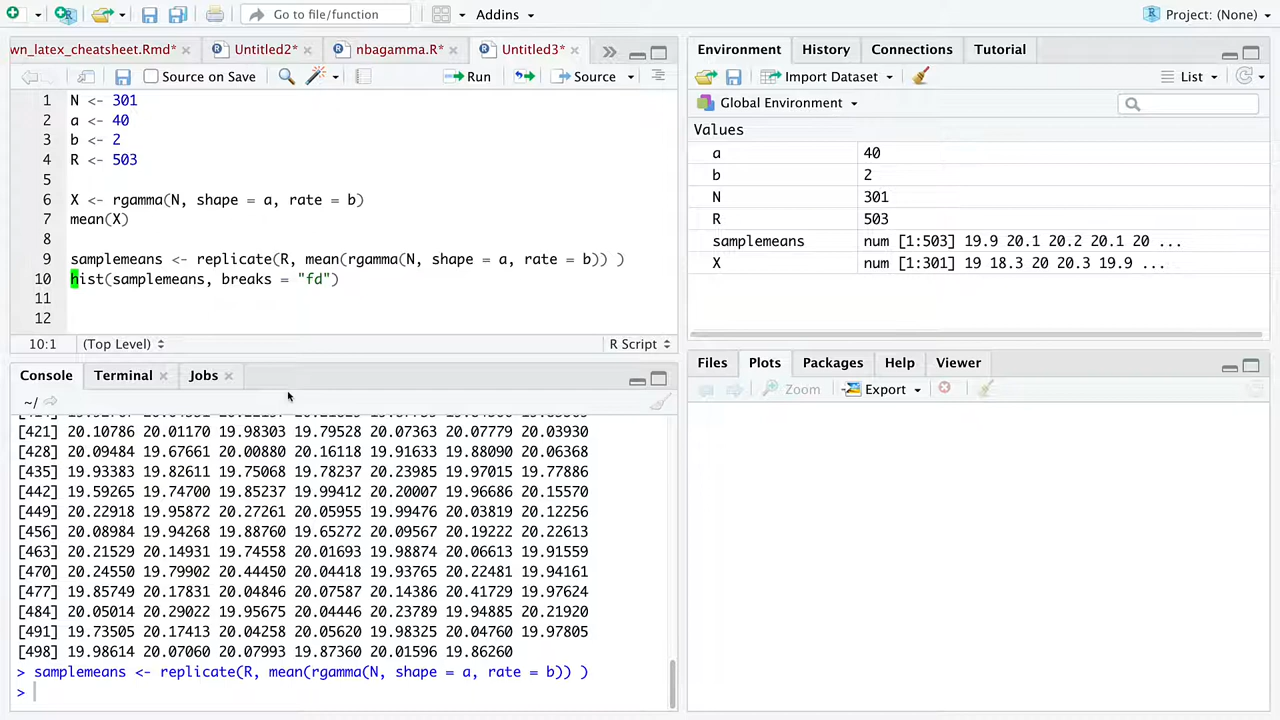 Go to file/function
Addins
Project: (None)
wn_latex_cheatsheet.Rmd*
Untitled2*
nbagamma.R*
Untitled3*
Source on Save
Run
Source
1 N <- 301
2 a <- 40
3 b <- 2
4 R <- 503
5
6 X <- rgamma(N, shape = a, rate = b)
7 mean(X)
8
9 samplemeans <- replicate(R, mean(rgamma(N, shape = a, rate = b)) )
10 hist(samplemeans, breaks = "fd")
11
12
10:1 (Top Level) R Script
Console Terminal Jobs
~/
[421] 20.10786 20.01170 19.98303 19.79528 20.07363 20.07779 20.03930
[428] 20.09484 19.67661 20.00880 20.16118 19.91633 19.88090 20.06368
[435] 19.93383 19.82611 19.75068 19.78237 20.23985 19.97015 19.77886
[442] 19.59265 19.74700 19.85237 19.99412 20.20007 19.96686 20.15570
[449] 20.22918 19.95872 20.27261 20.05955 19.99476 20.03819 20.12256
[456] 20.08984 19.94268 19.88760 19.65272 20.09567 20.19222 20.22613
[463] 20.21529 20.14931 19.74558 20.01693 19.98874 20.06613 19.91559
[470] 20.24550 19.79902 20.44450 20.04418 19.93765 20.22481 19.94161
[477] 19.85749 20.17831 20.04846 20.07587 20.14386 20.41729 19.97624
[484] 20.05014 20.29022 19.95675 20.04446 20.23789 19.94885 20.21920
[491] 19.73505 20.17413 20.04258 20.05620 19.98325 20.04760 19.97805
[498] 19.98614 20.07060 20.07993 19.87360 20.01596 19.86260
> samplemeans <- replicate(R, mean(rgamma(N, shape = a, rate = b)) )
>
Environment History Connections Tutorial
Import Dataset
List
Global Environment
Values
a 40
b 2
N 301
R 503
samplemeans num [1:503] 19.9 20.1 20.2 20.1 20 ...
X num [1:301] 19 18.3 20 20.3 19.9 ...
Files Plots Packages Help Viewer
Zoom Export